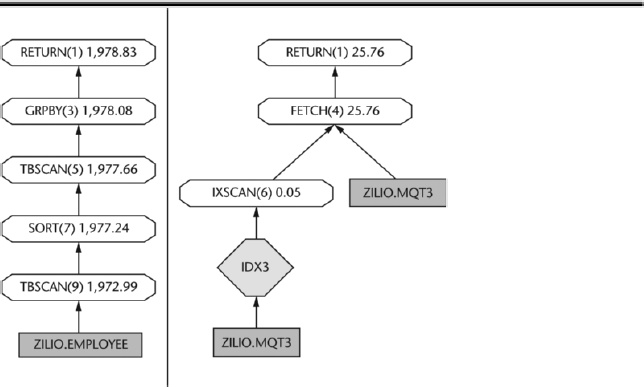 RETURN(1) 1,978.83
GRPBY(3) 1,978.08
TBSCAN(5) 1,977.66
SORT(7) 1,977.24
TBSCAN(9) 1,972.99
ZILIO.EMPLOYEE
RETURN(1) 25.76
FETCH(4) 25.76
IXSCAN(6) 0.05
ZILIO.MQT3
IDX3
ZILIO.MQT3